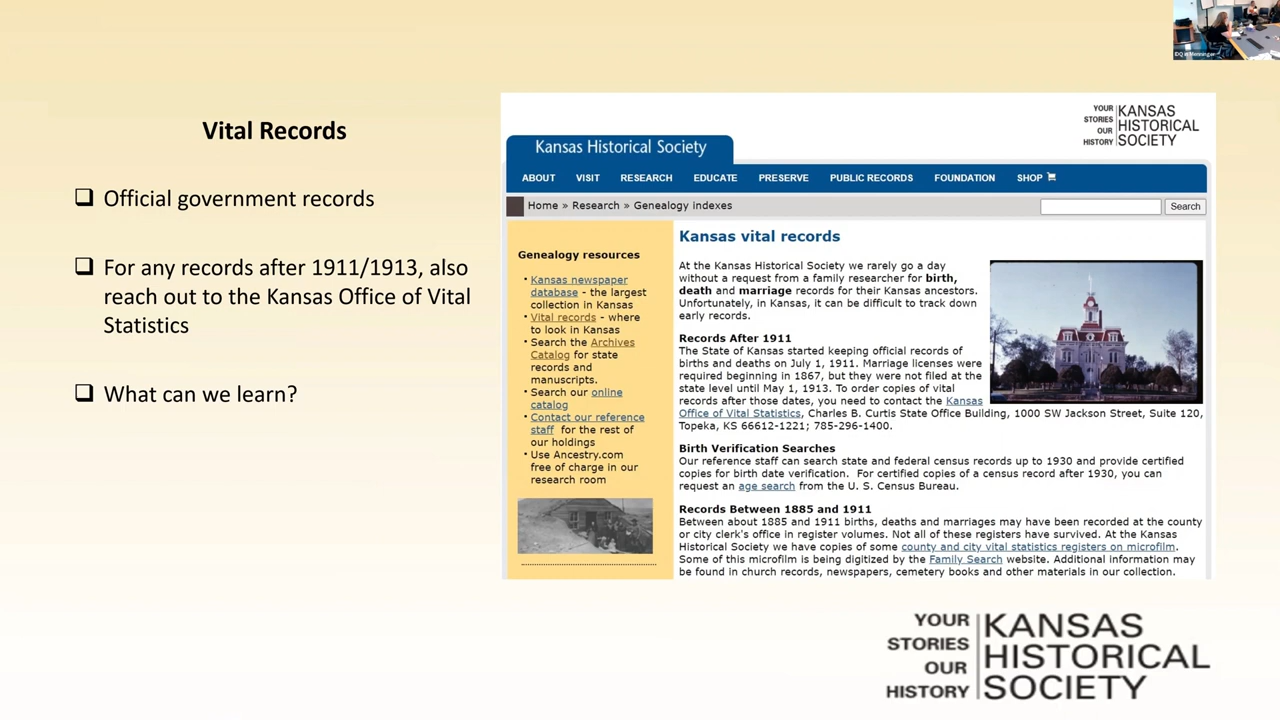 Vital Records
❑ Official government records
❑ For any records after 1911/1913, also
reach out to the Kansas Office of Vital
Statistics
❑ What can we learn?
YOUR
STORIES
OUR
HISTORY
KANSAS
HISTORICAL
SOCIETY
Kansas Historical Society
ABOUT VISIT RESEARCH EDUCATE PRESERVE PUBLIC RECORDS FOUNDATION SHOP
Home » Research » Genealogy indexes
Search
Genealogy resources
• Kansas newspaper
database - the largest
collection in Kansas
• Vital records - where
to look in Kansas
• Search the Archives
Catalog for state
records and
manuscripts.
• Search our online
catalog
• Contact our reference
staff for the rest of
our holdings
• Use Ancestry.com
free of charge in our
research room
Kansas vital records
At the Kansas Historical Society we rarely go a day
without a request from a family researcher for birth,
death and marriage records for their Kansas ancestors.
Unfortunately, in Kansas, it can be difficult to track down
early records.
Records After 1911
The State of Kansas started keeping official records of
births and deaths on July 1, 1911. Marriage licenses were
required beginning in 1867, but they were not filed at the
state level until May 1, 1913. To order copies of vital
records after those dates, you need to contact the Kansas
Office of Vital Statistics, Charles B. Curtis State Office Building, 1000 SW Jackson Street, Suite 120,
Topeka, KS 66612-1221; 785-296-1400.
Birth Verification Searches
Our reference staff can search state and federal census records up to 1930 and provide certified
copies for birth date verification. For certified copies of a census record after 1930, you can
request an age search from the U. S. Census Bureau.
Records Between 1885 and 1911
Between about 1885 and 1911 births, deaths and marriages may have been recorded at the county
or city clerk's office in register volumes. Not all of these registers have survived. At the Kansas
Historical Society we have copies of some county and city vital statistics registers on microfilm.
Some of this microfilm is being digitized by the Family Search website. Additional information may
be found in church records, newspapers, cemetery books and other materials in our collection.
YOUR
STORIES
OUR
HISTORY
KANSAS
HISTORICAL
SOCIETY